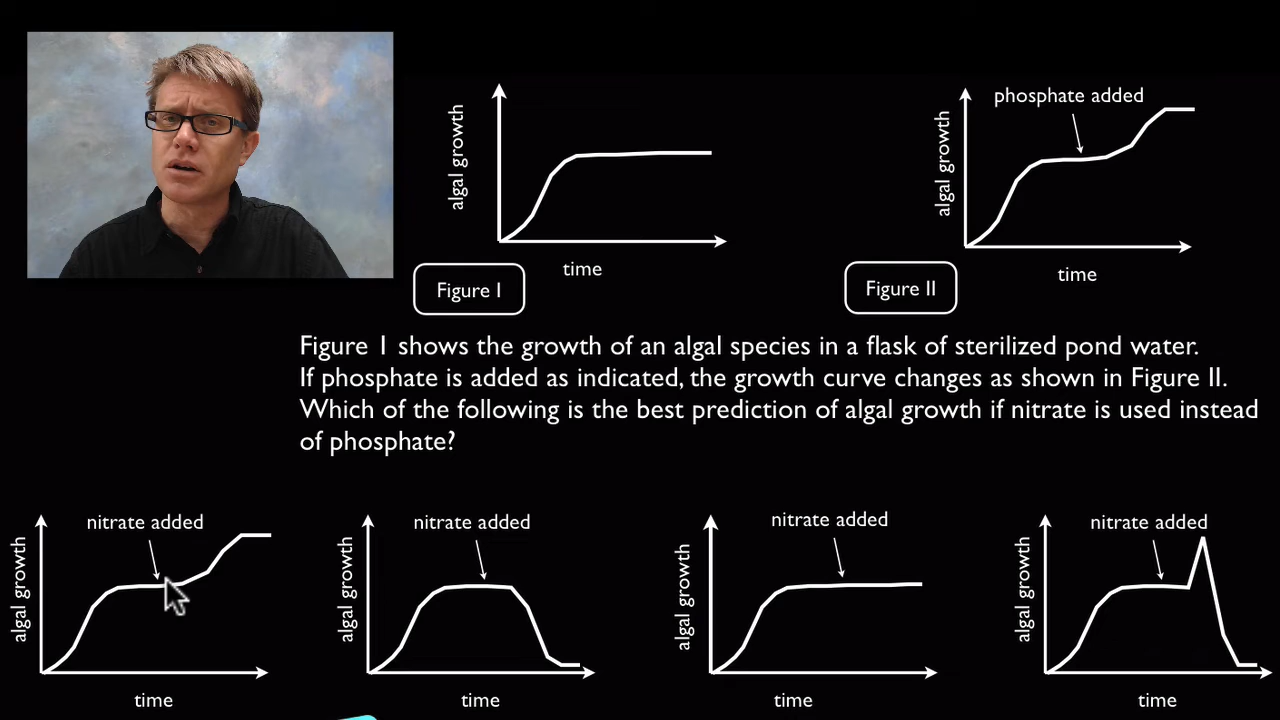 algal growth
time
Figure I
phosphate added
algal growth
time
Figure II
Figure 1 shows the growth of an algal species in a flask of sterilized pond water.
If phosphate is added as indicated, the growth curve changes as shown in Figure II.
Which of the following is the best prediction of algal growth if nitrate is used instead
of phosphate?
nitrate added
algal growth
time
nitrate added
algal growth
time
nitrate added
algal growth
time
nitrate added
algal growth
time